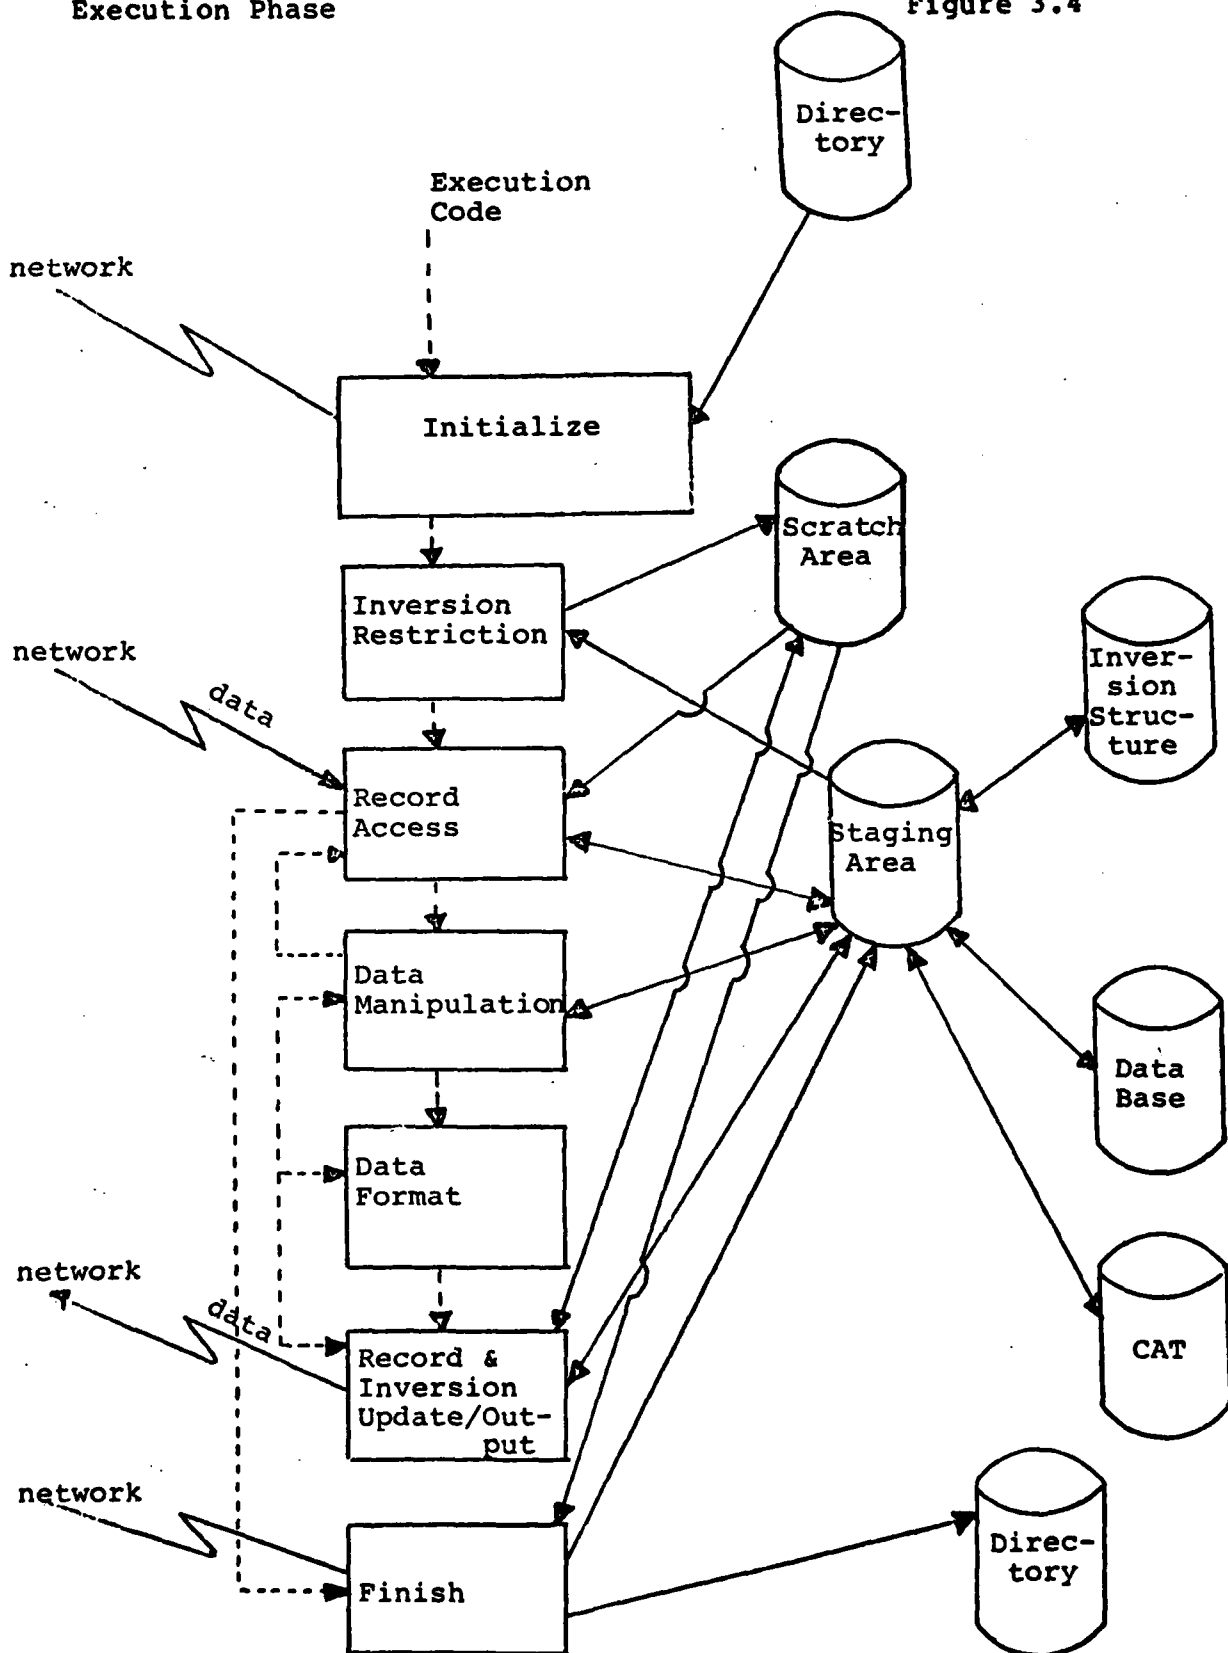 Execution Phase
Figure 3.4
Direc-
tory
Execution
Code
network
Initialize
Scratch
Area
Inversion
Restriction
network
data
Inver-
sion
Struc-
ture
Record
Access
Staging
Area
Data
Manipulation
Data
Base
Data
Format
network
data
Record &
Inversion
Update/Out-
put
CAT
network
Direc-
tory
Finish